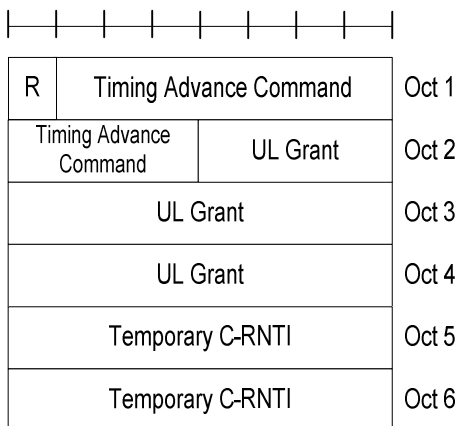 R Timing Advance Command Oct 1
Timing Advance
Command UL Grant Oct 2
UL Grant Oct 3
UL Grant Oct 4
Temporary C-RNTI Oct 5
Temporary C-RNTI Oct 6